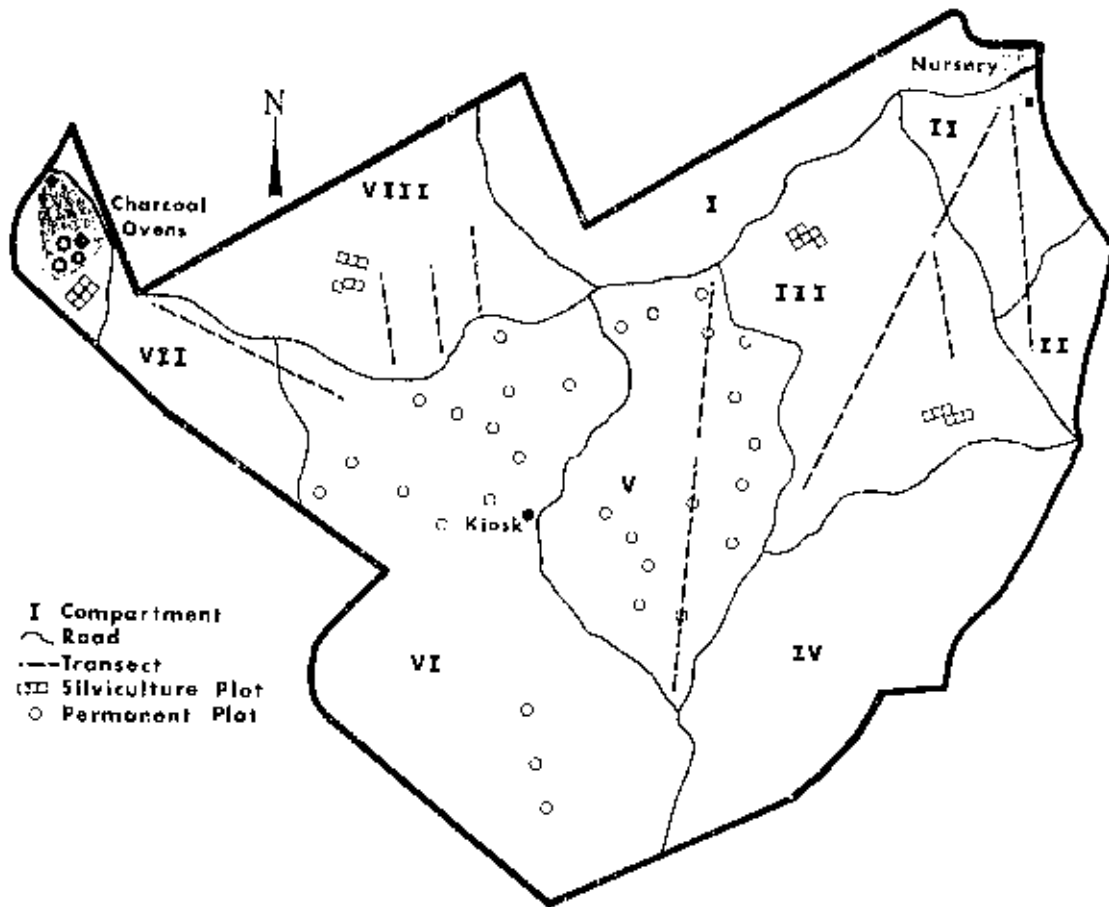 Nursery
II
N
VIII
Charcoal
Ovens
I
III
VII
II
V
Kiosk
I Compartment
Road
Transect
Silviculture Plot
Permanent Plot
VI
IV